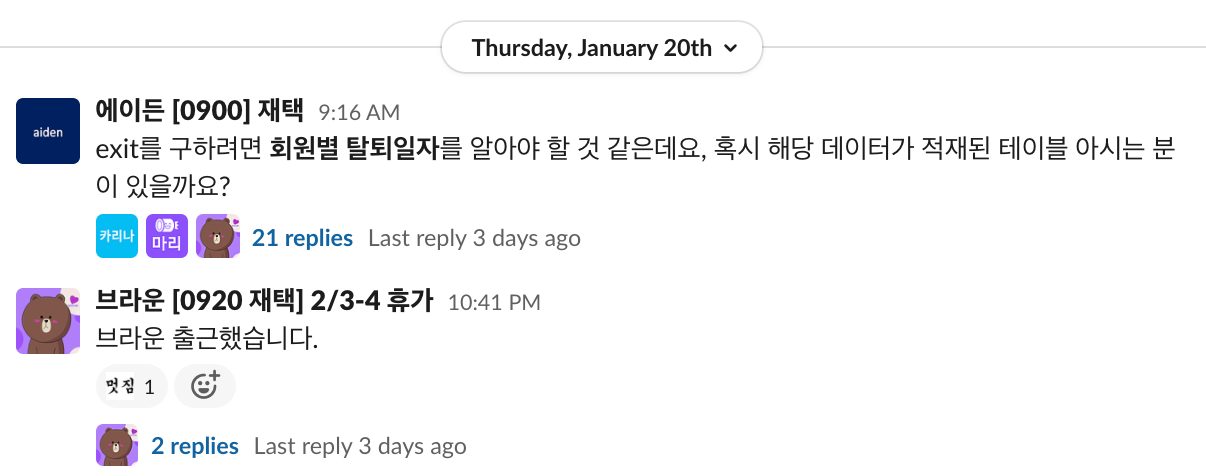 Thursday, January 20th
aiden
에이든 [0900] 재택 9:16 AM
exit를 구하려면 회원별 탈퇴일자를 알아야 할 것 같은데요, 혹시 해당 데이터가 적재된 테이블 아시는 분
이 있을까요?
카리나 마리 21 replies Last reply 3 days ago
브라운 [0920 재택] 2/3-4 휴가 10:41 PM
브라운 출근했습니다.
멋짐 1
2 replies Last reply 3 days ago